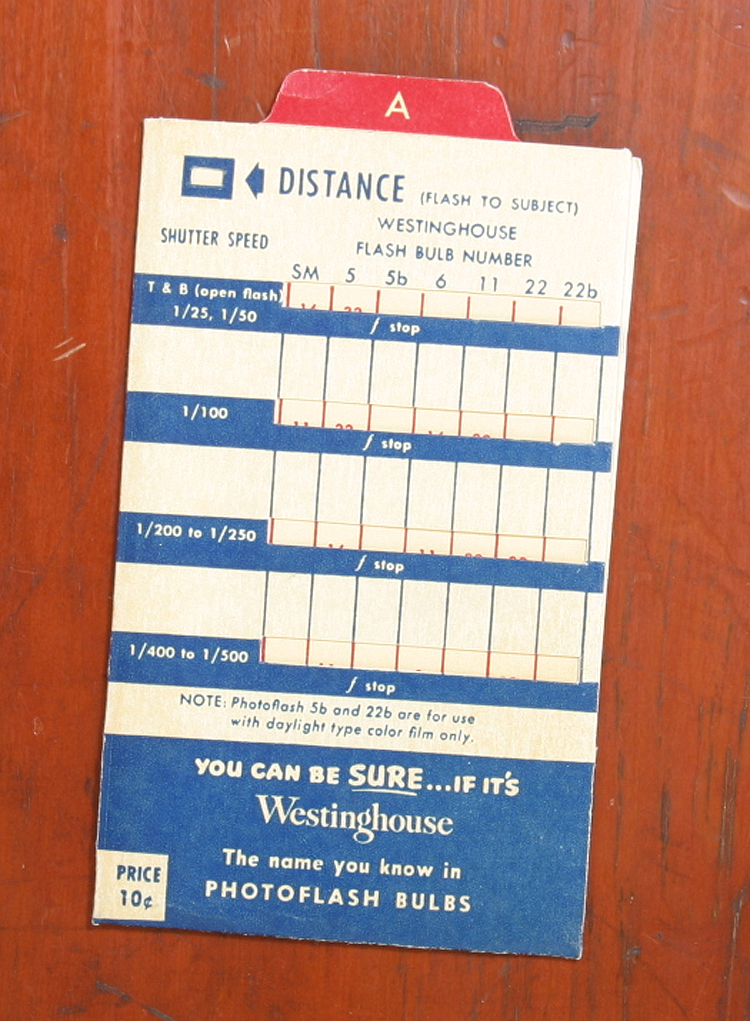 A
DISTANCE (FLASH TO SUBJECT)
WESTINGHOUSE
SHUTTER SPEED
FLASH BULB NUMBER
SM 5 5b 6 11 22 22b
T & B (open flash)
1/25, 1/50
f stop
1/100
f stop
1/200 to 1/250
f stop
1/400 to 1/500
f stop
NOTE: Photoflash 5b and 22b are for use
with daylight type color film only.
YOU CAN BE SURE...IF IT'S
Westinghouse
The name you know in
PHOTOFLASH BULBS
PRICE
10¢